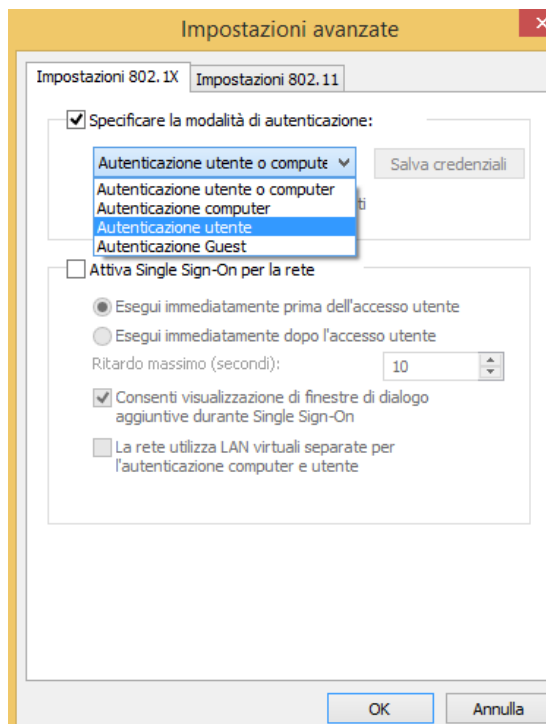 Impostazioni avanzate
Impostazioni 802.1X
Impostazioni 802.11
Specificare la modalità di autenticazione:
Autenticazione utente o compute
Salva credenziali
Autenticazione utente o computer
Autenticazione computer
Autenticazione utente
Autenticazione Guest
ti
Attiva Single Sign-On per la rete
Esegui immediatamente prima dell'accesso utente
Esegui immediatamente dopo l'accesso utente
Ritardo massimo (secondi):
10
Consenti visualizzazione di finestre di dialogo
aggiuntive durante Single Sign-On
La rete utilizza LAN virtuali separate per
l'autenticazione computer e utente
OK
Annulla